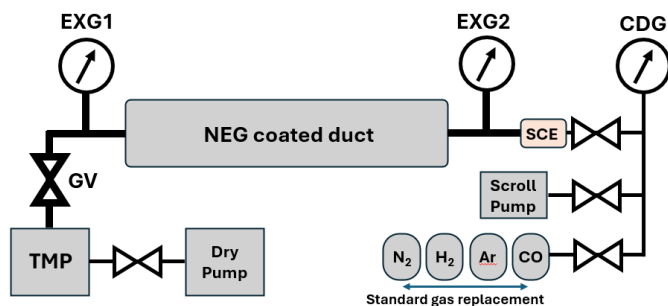 EXG1
EXG2
CDG
NEG coated duct
SCE
GV
Scroll
Pump
TMP
Dry
Pump
N₂ H₂ Ar CO
Standard gas replacement